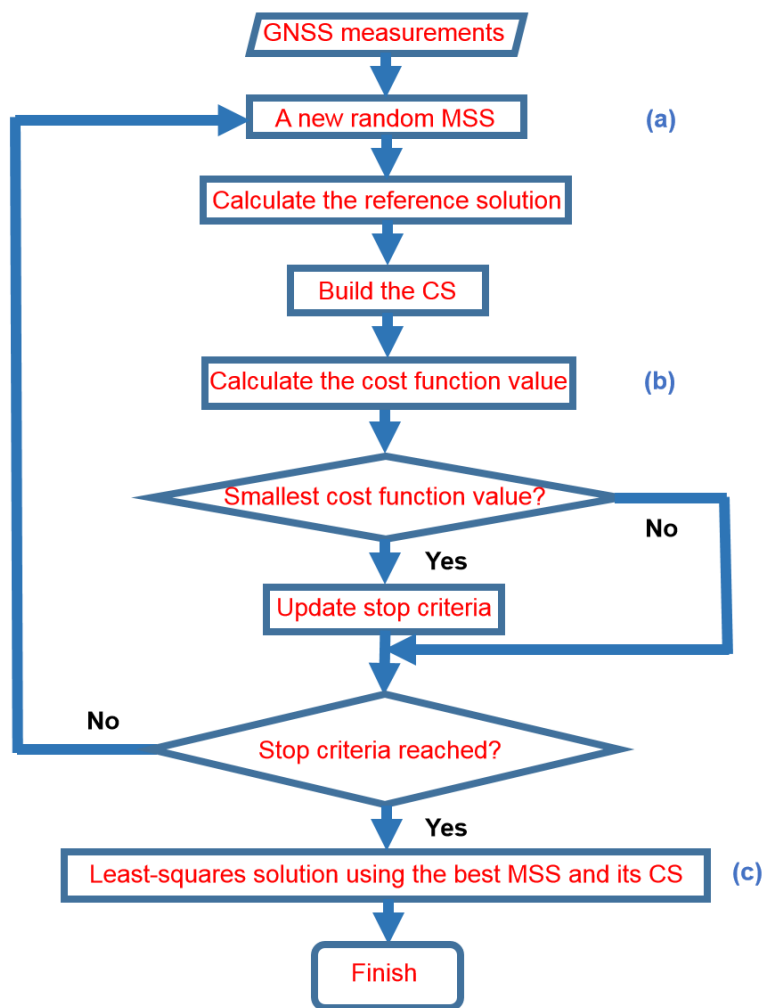 GNSS measurements
A new random MSS
(a)
Calculate the reference solution
Build the CS
Calculate the cost function value
(b)
Smallest cost function value?
No
Yes
Update stop criteria
No
Stop criteria reached?
Yes
Least-squares solution using the best MSS and its CS
(c)
Finish